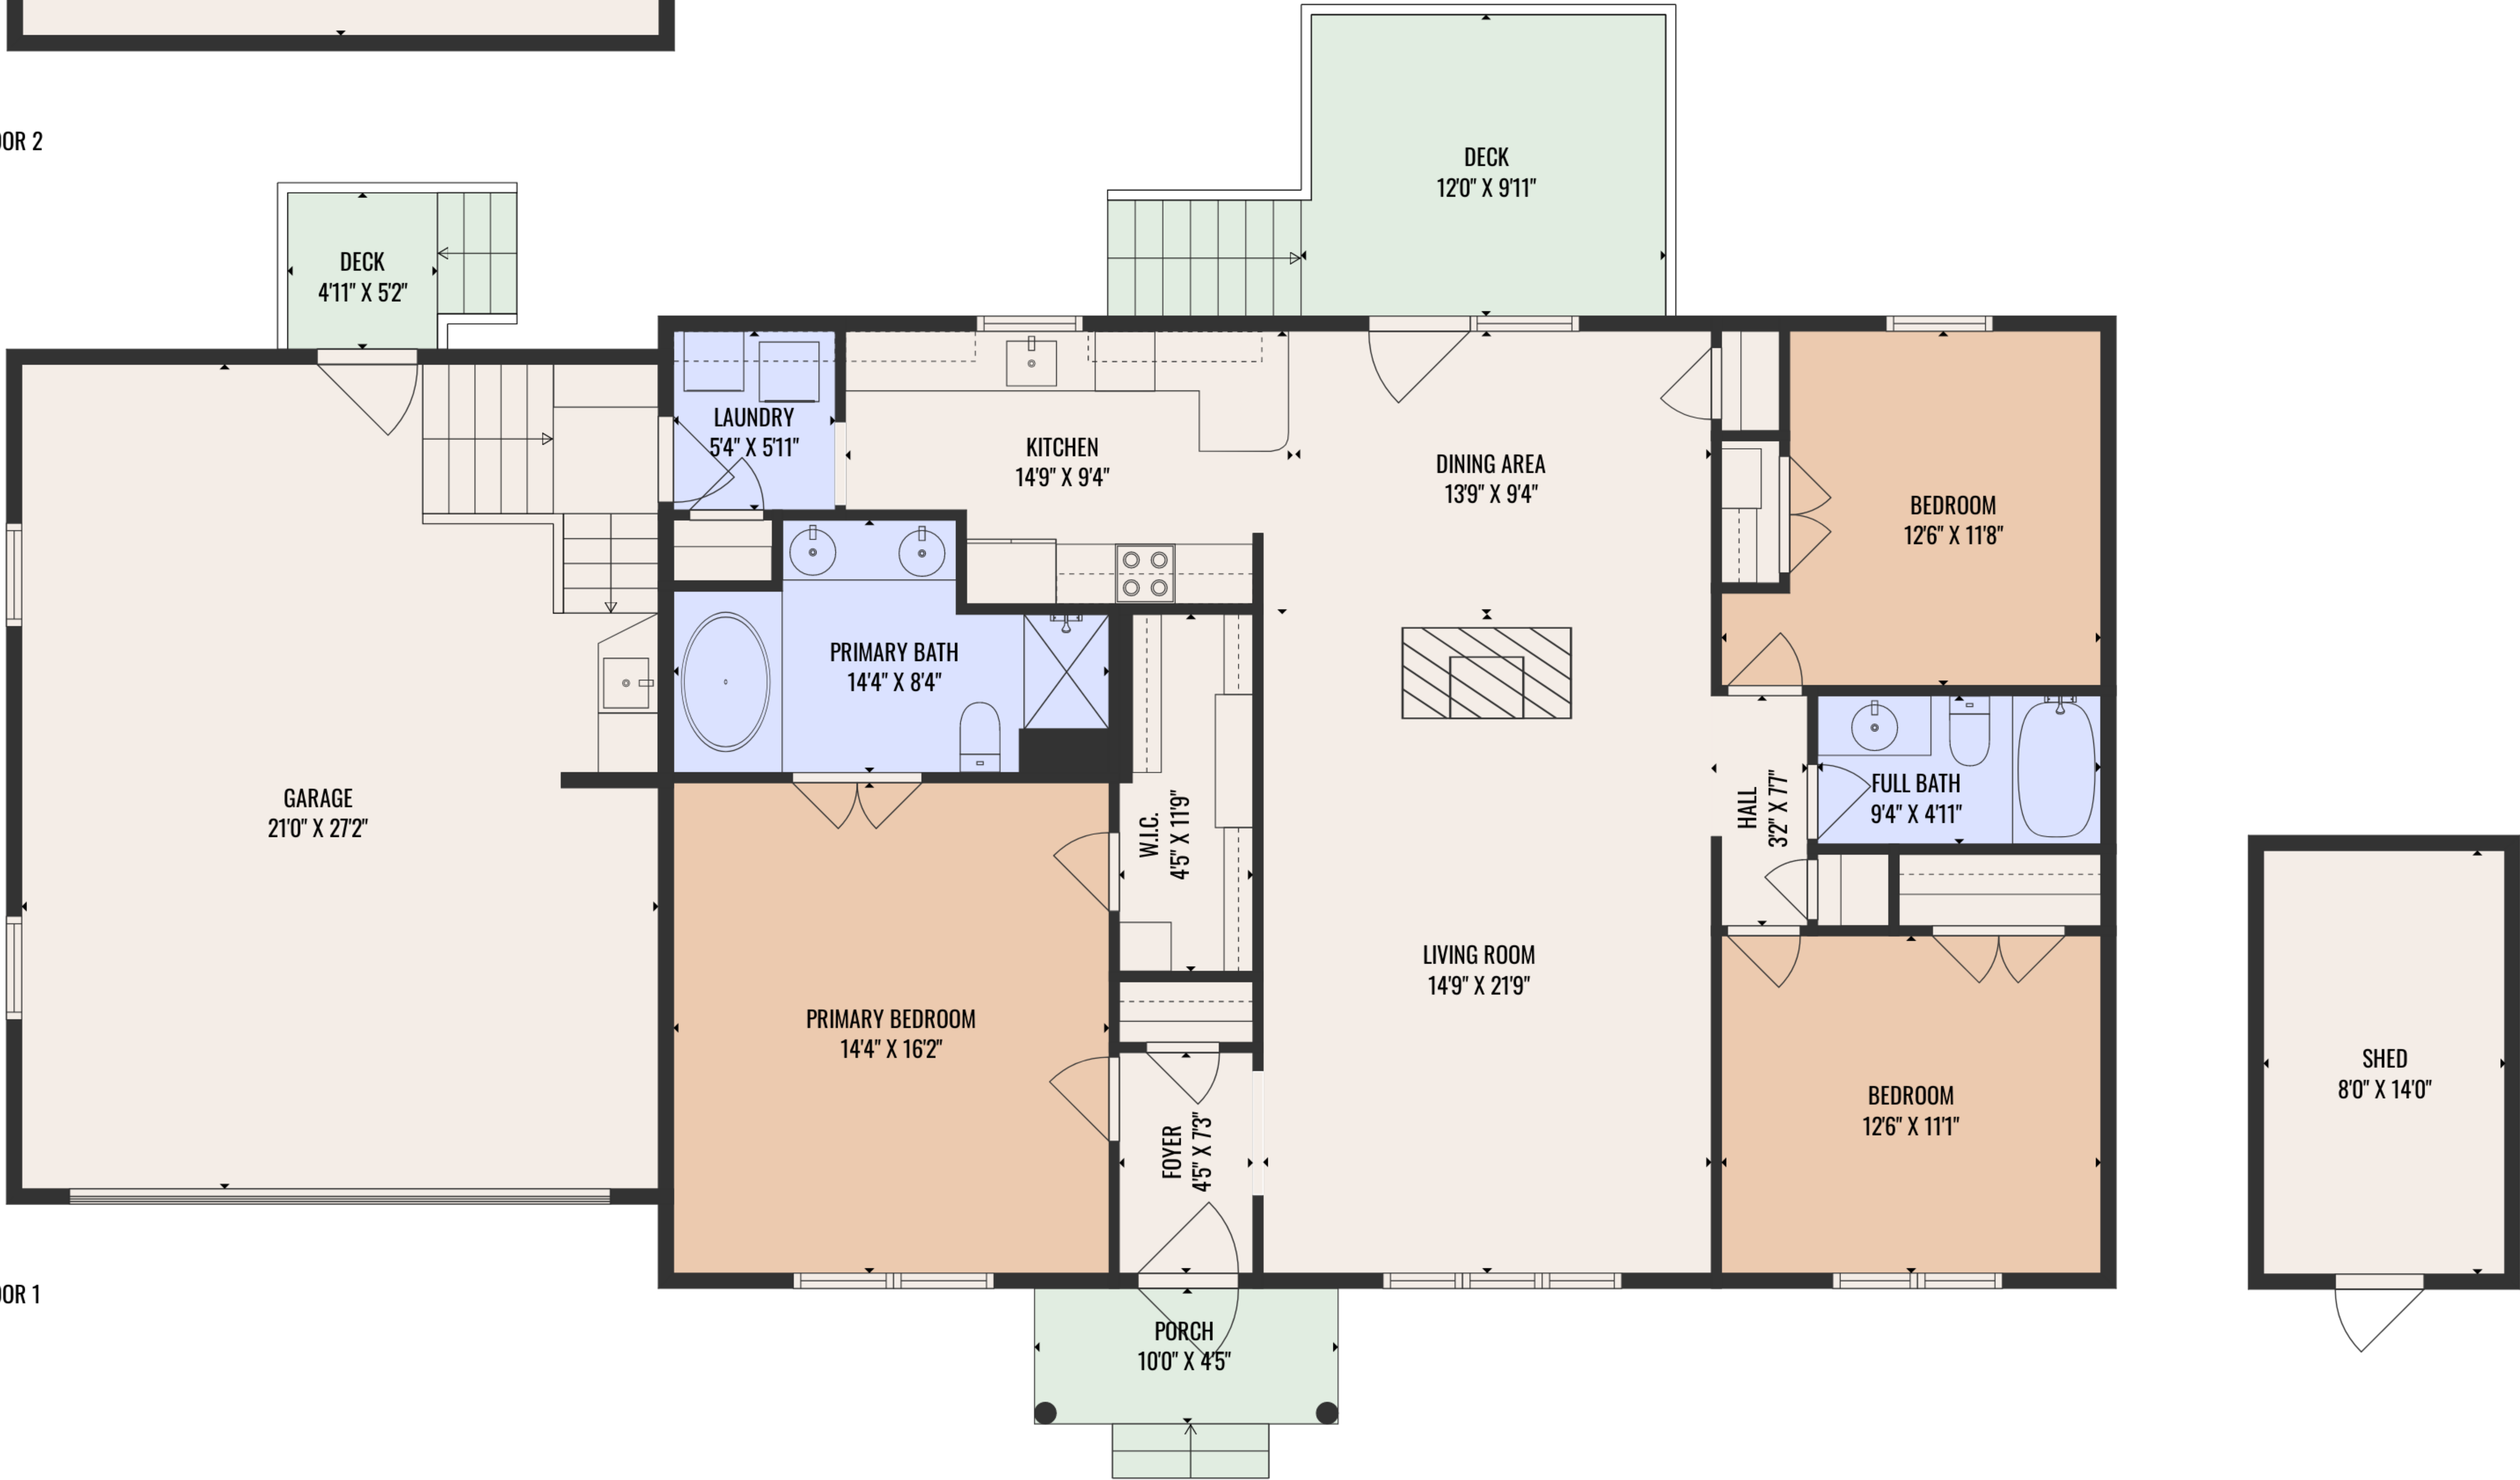 OOR 2
DECK
12'0" X 9'11"
DECK
4'11" X 5'2"
LAUNDRY
5'4" X 5'11"
KITCHEN
14'9" X 9'4"
DINING AREA
13'9" X 9'4"
BEDROOM
12'6" X 11'8"
PRIMARY BATH
14'4" X 8'4"
GARAGE
21'0" X 27'2"
W.I.C.
4'5" X 11'9"
HALL
3'2" X 7'7"
FULL BATH
9'4" X 4'11"
LIVING ROOM
14'9" X 21'9"
PRIMARY BEDROOM
14'4" X 16'2"
FOYER
4'5" X 7'3"
BEDROOM
12'6" X 11'1"
SHED
8'0" X 14'0"
OOR 1
PORCH
10'0" X 4'5"